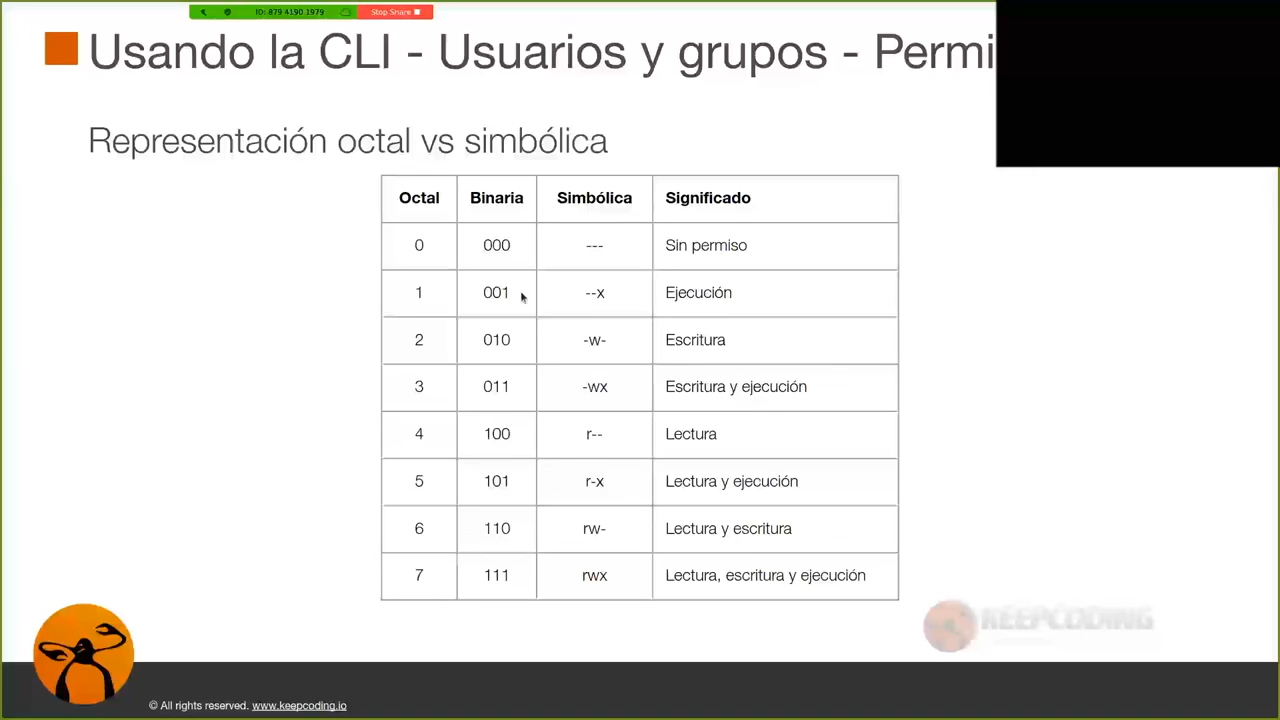 ID: 879 4190 1979 Stop Share
Usando la CLI - Usuarios y grupos - Permi
Representación octal vs simbólica
Octal Binaria Simbólica Significado
0 000 --- Sin permiso
1 001 --x Ejecución
2 010 -w- Escritura
3 011 -wx Escritura y ejecución
4 100 r-- Lectura
5 101 r-x Lectura y ejecución
6 110 rw- Lectura y escritura
7 111 rwx Lectura, escritura y ejecución
KEEPCODING
© All rights reserved. www.keepcoding.io